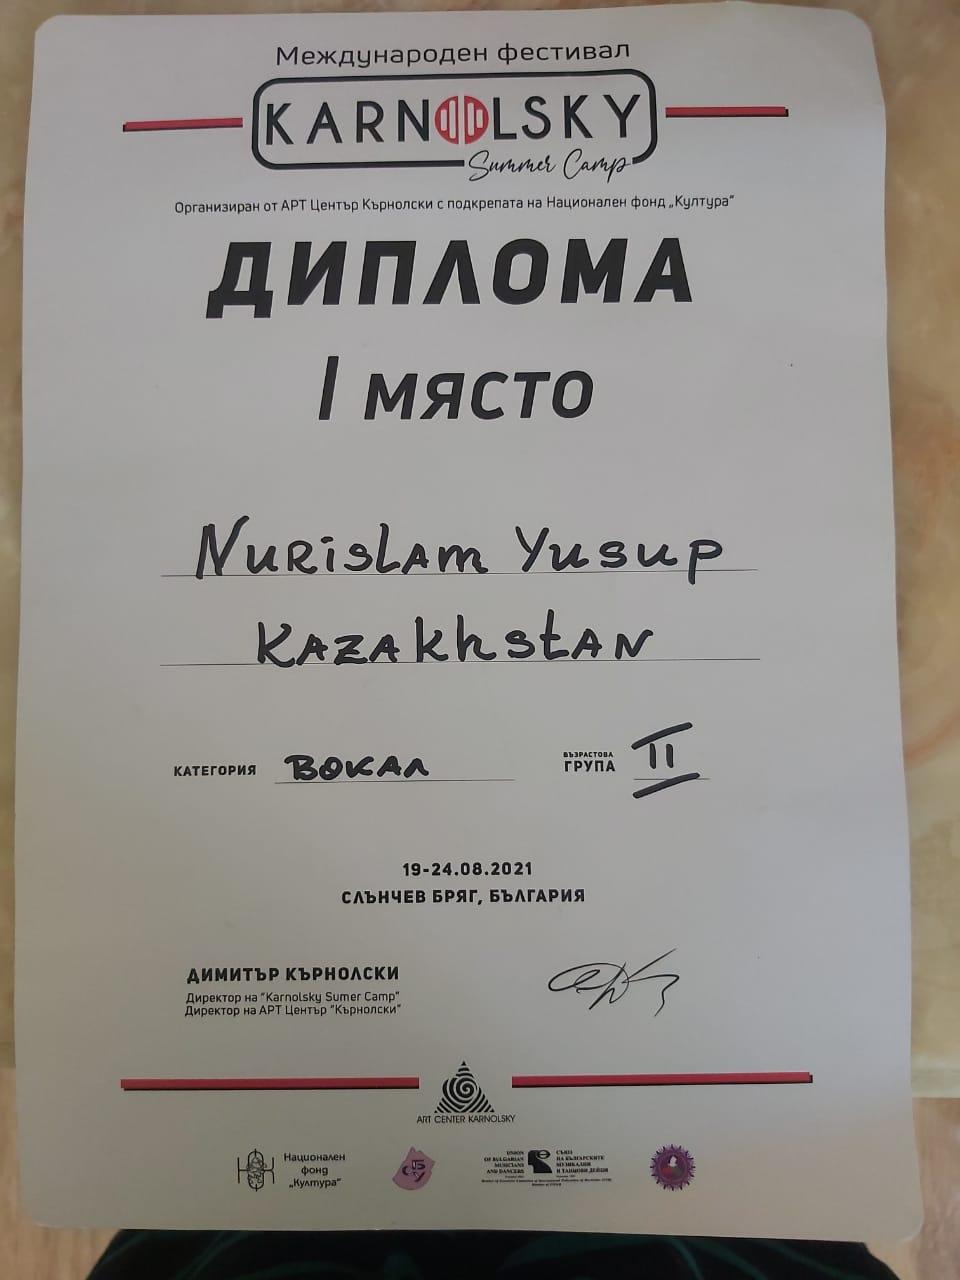 Международен фестивал
KARNOLSKY
Summer Camp
Организиран от АРТ Център Кърнолски с подкрепата на Национален фонд „Култура”
ДИПЛОМА
I МЯСТО
Nurislam Yusup
Kazakhstan
КАТЕГОРИЯ Вокал
ВЪЗРАСТОВА ГРУПА II
19-24.08.2021
СЛЪНЧЕВ БРЯГ, БЪЛГАРИЯ
ДИМИТЪР КЪРНОЛСКИ
Директор на "Karnolsky Sumer Camp"
Директор на АРТ Център "Кърнолски"
ART CENTER KARNOLSKY
Национален
фонд
„Култура”
СБУ
UNION
OF BULGARIAN
MUSICIANS
AND DANCERS
СЪЮЗ
НА БЪЛГАРСКИТЕ
МУЗИКАЛНИ
И ТАНЦОВИ ДЕЙЦИ